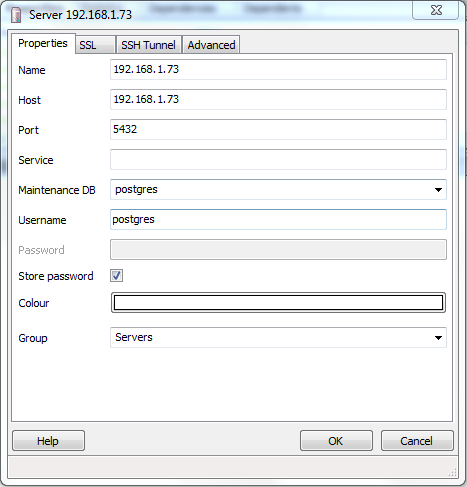 Server 192.168.1.73
Properties SSL SSH Tunnel Advanced
Name 192.168.1.73
Host 192.168.1.73
Port 5432
Service
Maintenance DB postgres
Username postgres
Password
Store password
Colour
Group Servers
Help OK Cancel